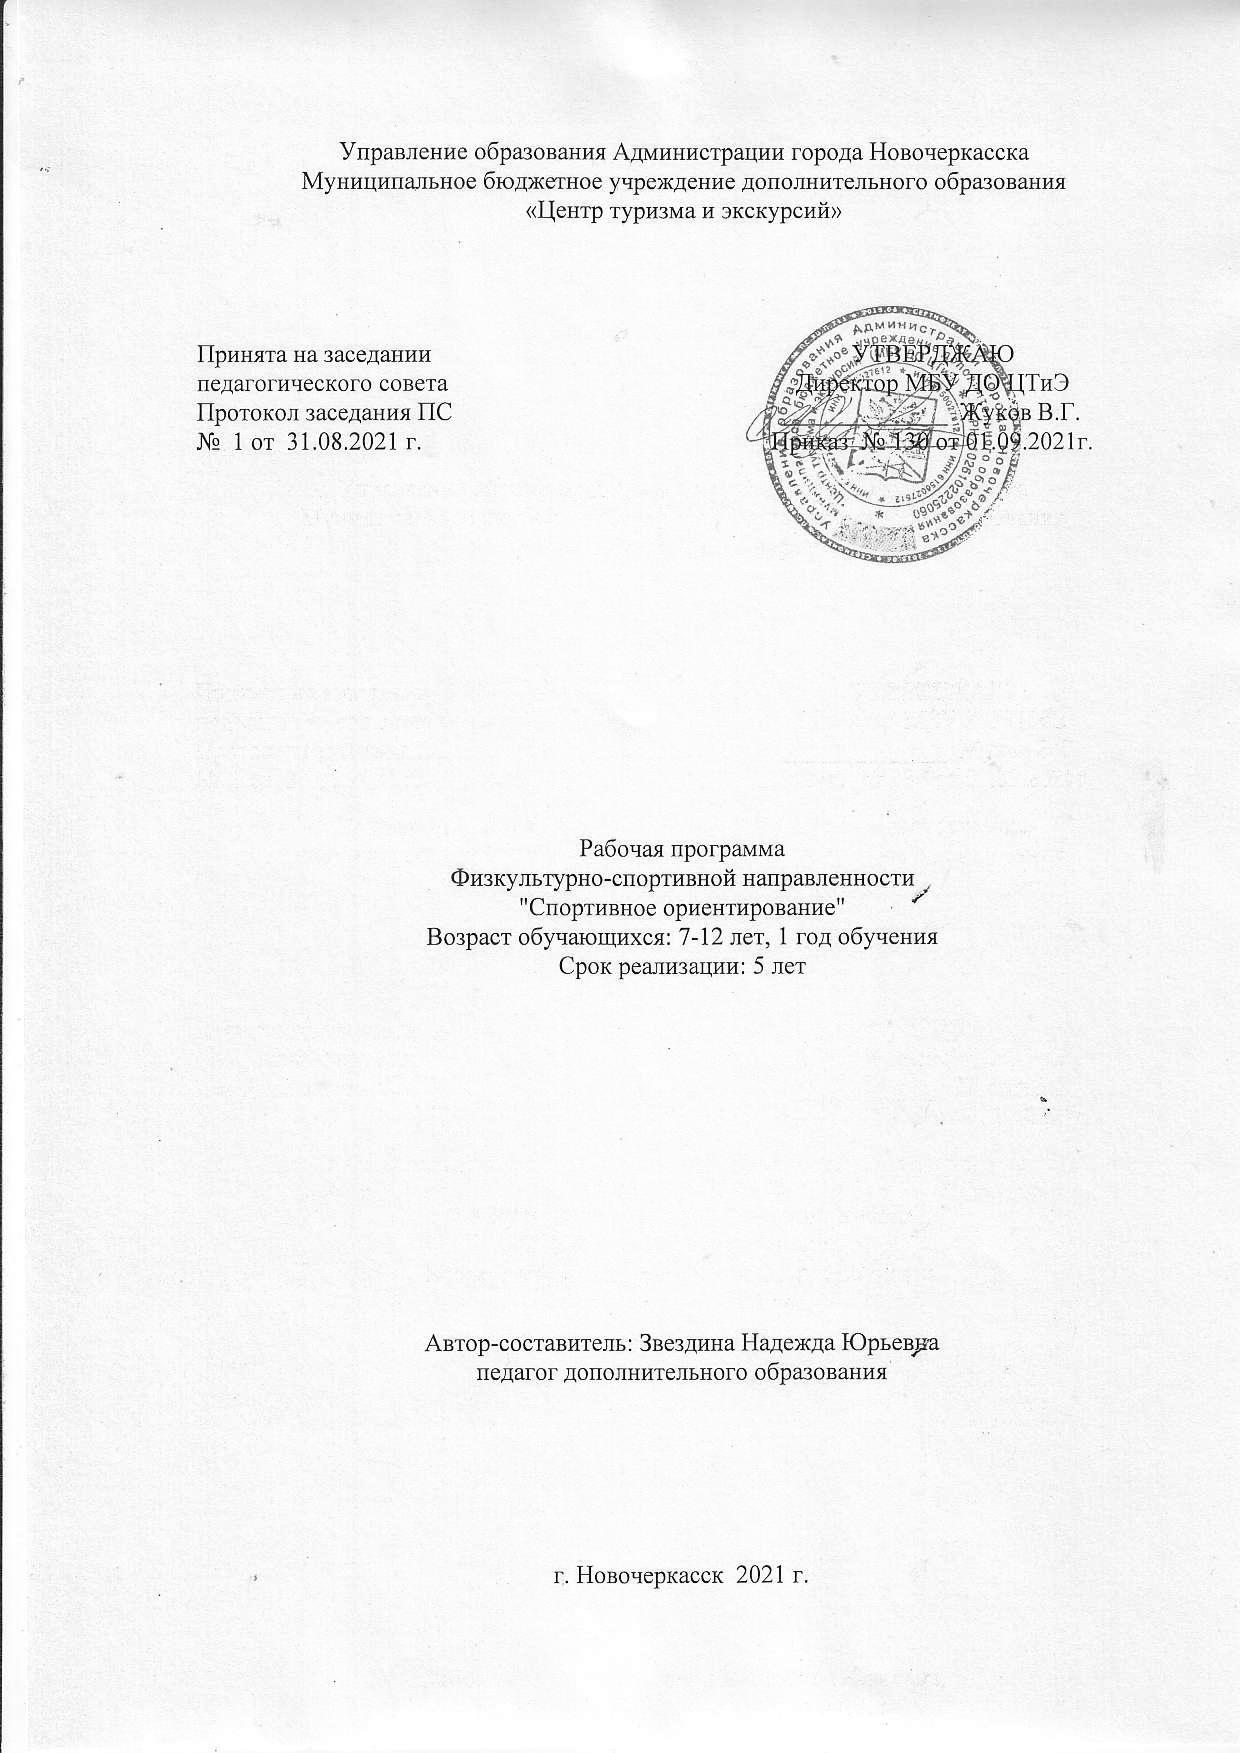 Управление образования Администрации города Новочеркасска
Муниципальное бюджетное учреждение дополнительного образования
«Центр туризма и экскурсий»
Принята на заседании
педагогического совета
Протокол заседания ПС
№ 1 от 31.08.2021 г.
УТВЕРЖДАЮ
Директор МБУ ДО ЦТиЭ
Жуков В.Г.
Приказ № 130 от 01.09.2021г.
Рабочая программа
Физкультурно-спортивной направленности
"Спортивное ориентирование"
Возраст обучающихся: 7-12 лет, 1 год обучения
Срок реализации: 5 лет
Автор-составитель: Звездина Надежда Юрьевна
педагог дополнительного образования
г. Новочеркасск 2021 г.